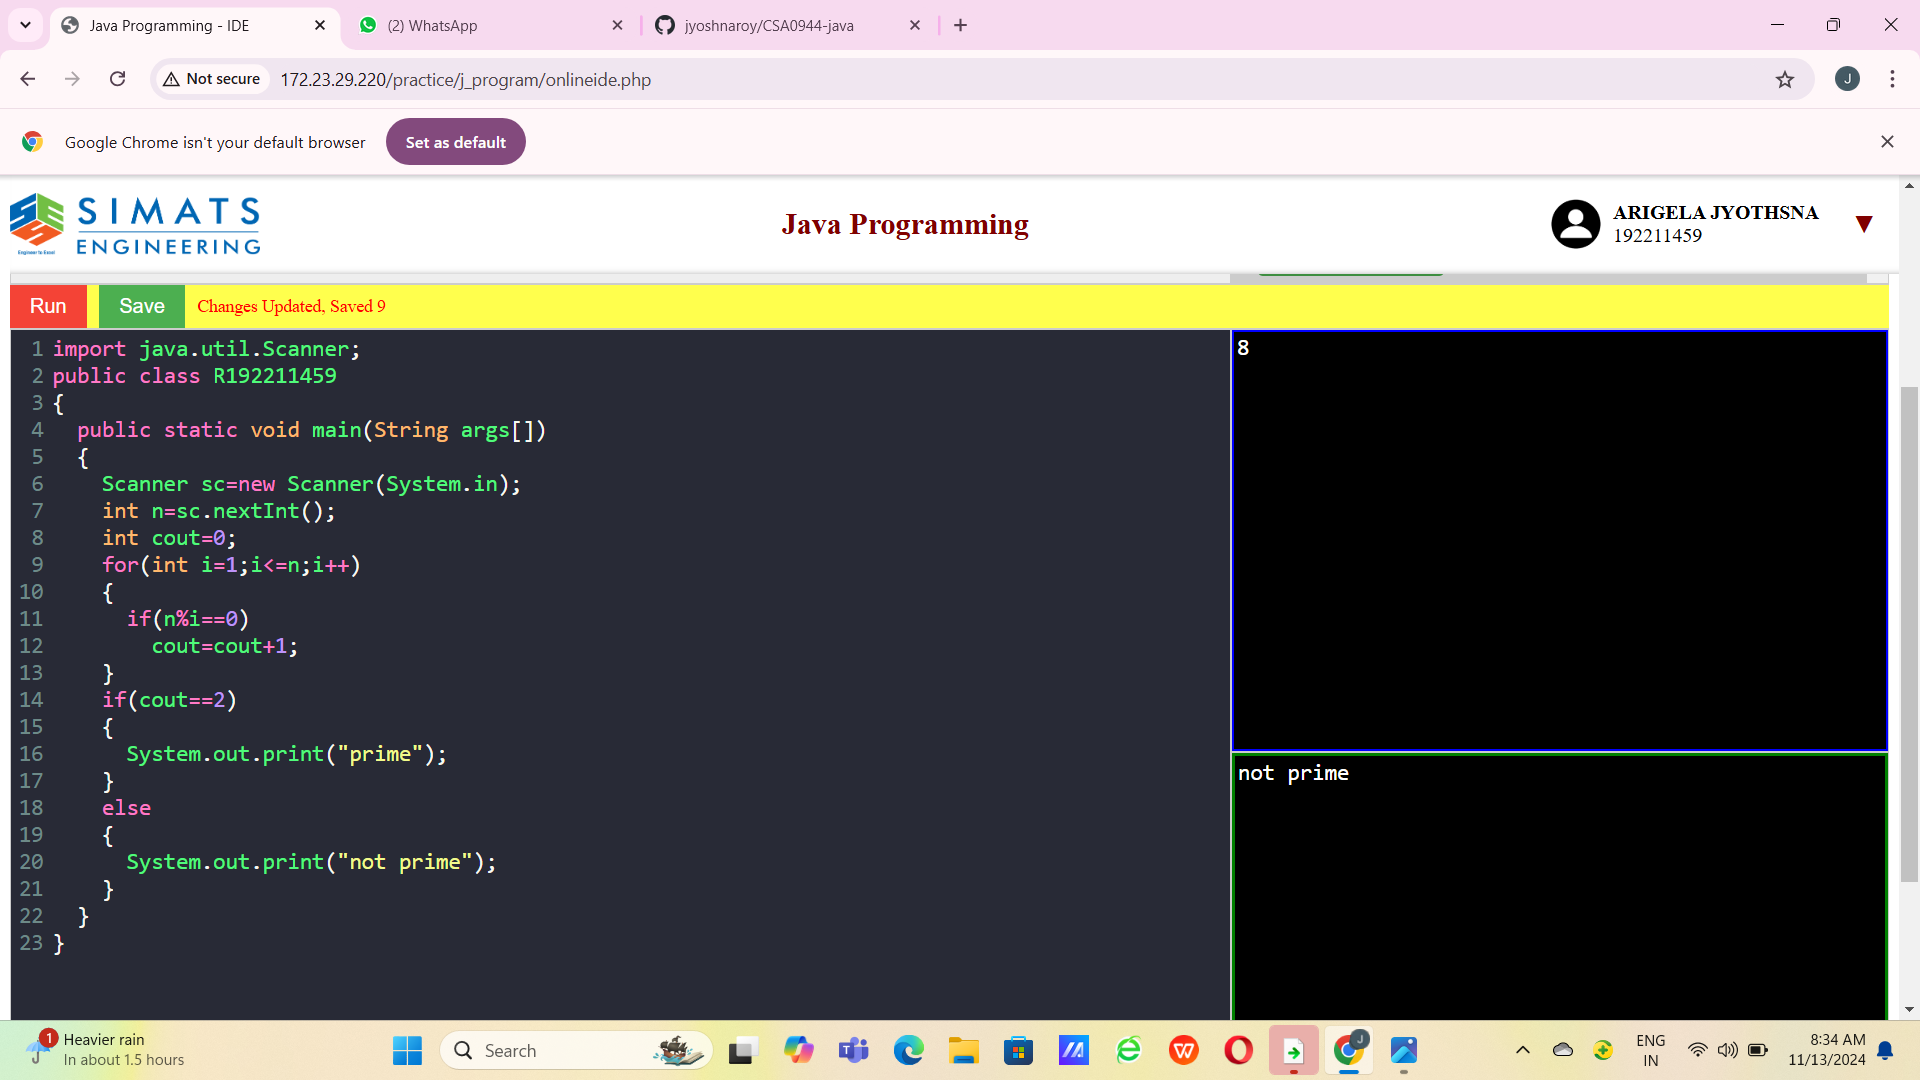 Java Programming - IDE
(2) WhatsApp
jyoshnaroy/CSA0944-java
Not secure
172.23.29.220/practice/j_program/onlineide.php
J
Google Chrome isn't your default browser
Set as default
SIMATS
ENGINEERING
Engineer to Excel
Java Programming
ARIGELA JYOTHSNA
192211459
Run
Save
Changes Updated, Saved 9
1 import java.util.Scanner;
2 public class R192211459
3 {
4   public static void main(String args[])
5   {
6     Scanner sc=new Scanner(System.in);
7     int n=sc.nextInt();
8     int cout=0;
9     for(int i=1;i<=n;i++)
10     {
11       if(n%i==0)
12         cout=cout+1;
13     }
14     if(cout==2)
15     {
16       System.out.print("prime");
17     }
18     else
19     {
20       System.out.print("not prime");
21     }
22   }
23 }
8
not prime
1
Heavier rain
In about 1.5 hours
Search
J
ENG
IN
8:34 AM
11/13/2024